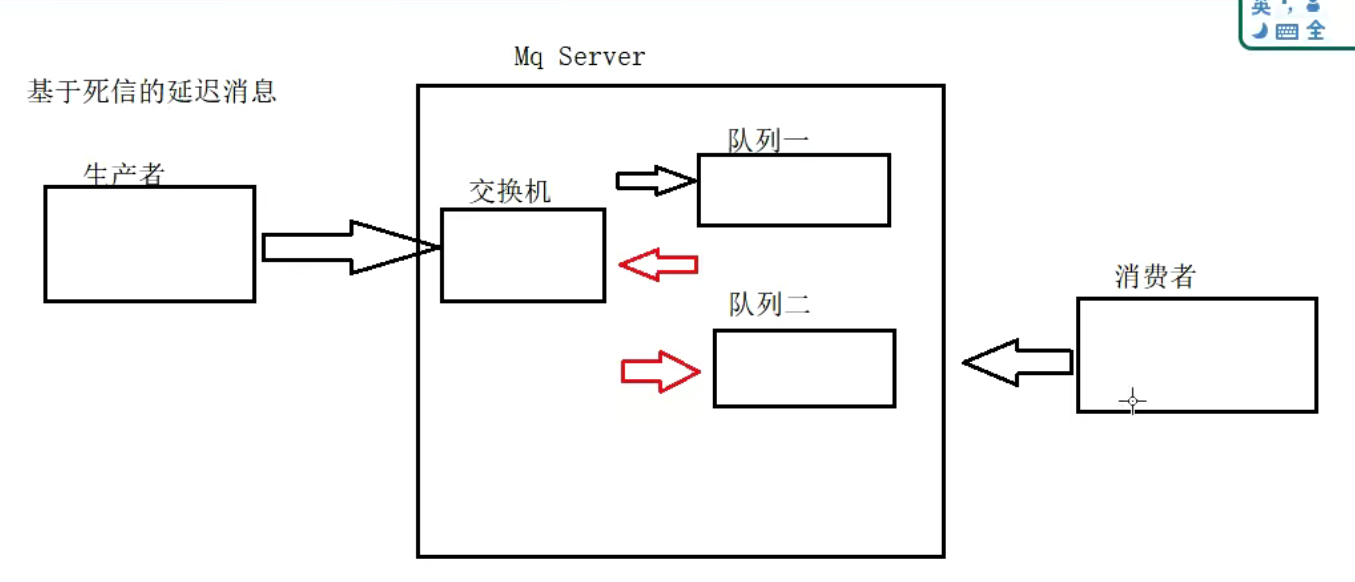 英
全
Mq Server
基于死信的延迟消息
队列一
生产者
交换机
消费者
队列二